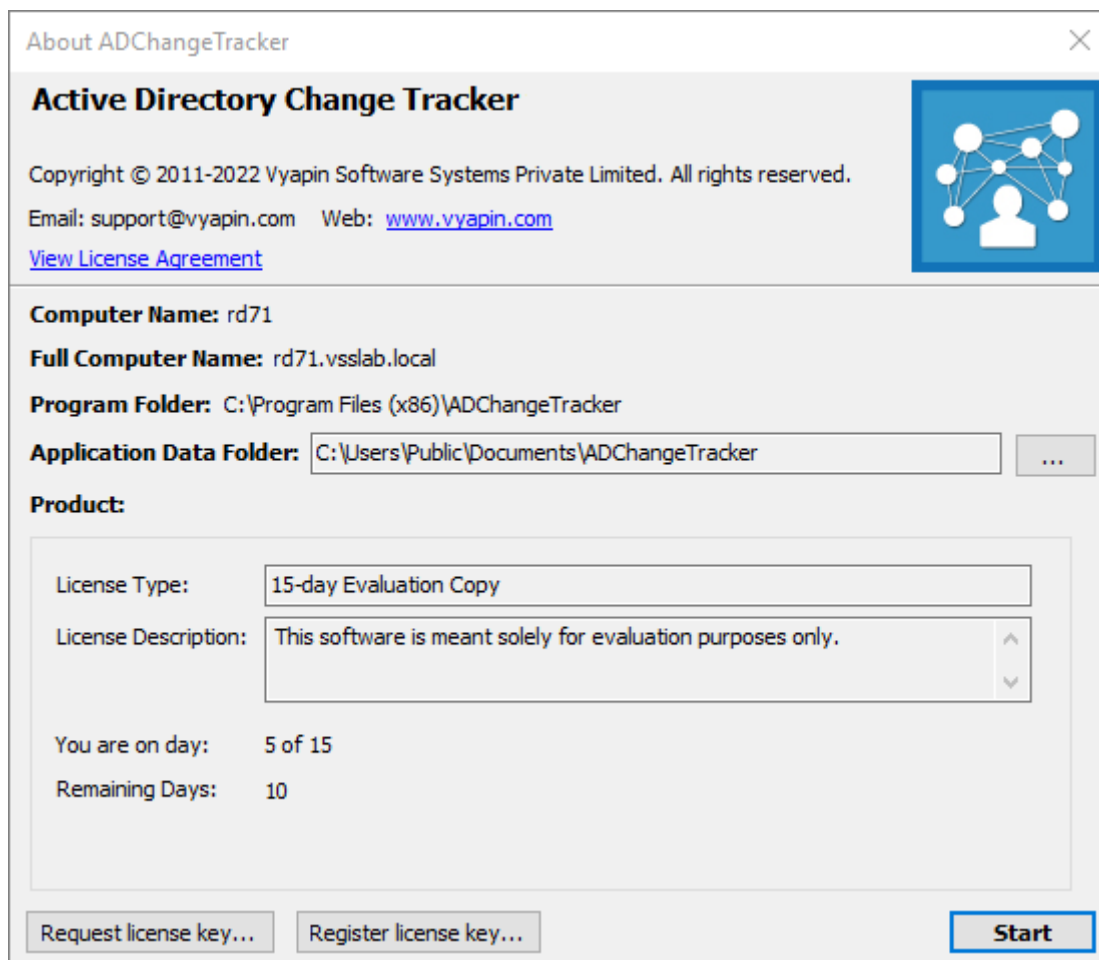 About ADChangeTracker
Active Directory Change Tracker
Copyright © 2011-2022 Vyapin Software Systems Private Limited. All rights reserved.
Email: support@vyapin.com Web: www.vyapin.com
View License Agreement
Computer Name: rd71
Full Computer Name: rd71.vsslab.local
Program Folder: C:\Program Files (x86)\ADChangeTracker
Application Data Folder: C:\Users\Public\Documents\ADChangeTracker ...
Product:
License Type: 15-day Evaluation Copy
License Description: This software is meant solely for evaluation purposes only.
You are on day: 5 of 15
Remaining Days: 10
Request license key... Register license key... Start